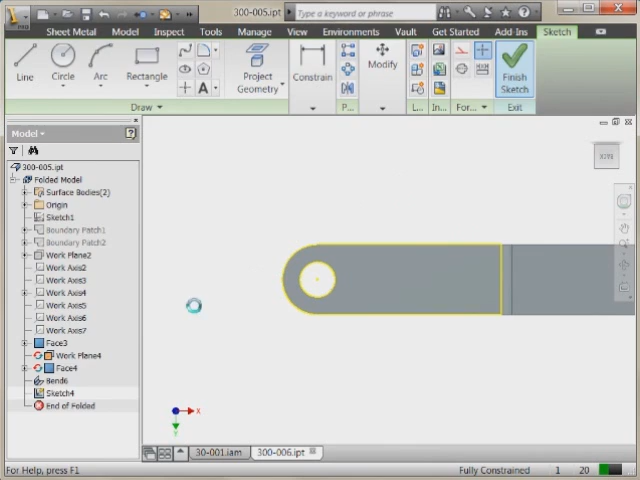 300-005.ipt
Type a keyword or phrase
PRO
Sheet Metal Model Inspect Tools Manage View Environments Vault Get Started Add-Ins Sketch
Line Circle Arc Rectangle Project Geometry Constrain Modify Finish Sketch
Draw P... L... In... For... Exit
Model
300-005.ipt
Folded Model
Surface Bodies(2)
Origin
Sketch1
Boundary Patch1
Boundary Patch2
Work Plane2
Work Axis2
Work Axis3
Work Axis4
Work Axis5
Work Axis6
Work Axis7
Face3
Work Plane4
Face4
Bend6
Sketch4
End of Folded
X
Y
30-001.iam 300-006.ipt
For Help, press F1 Fully Constrained 1 20